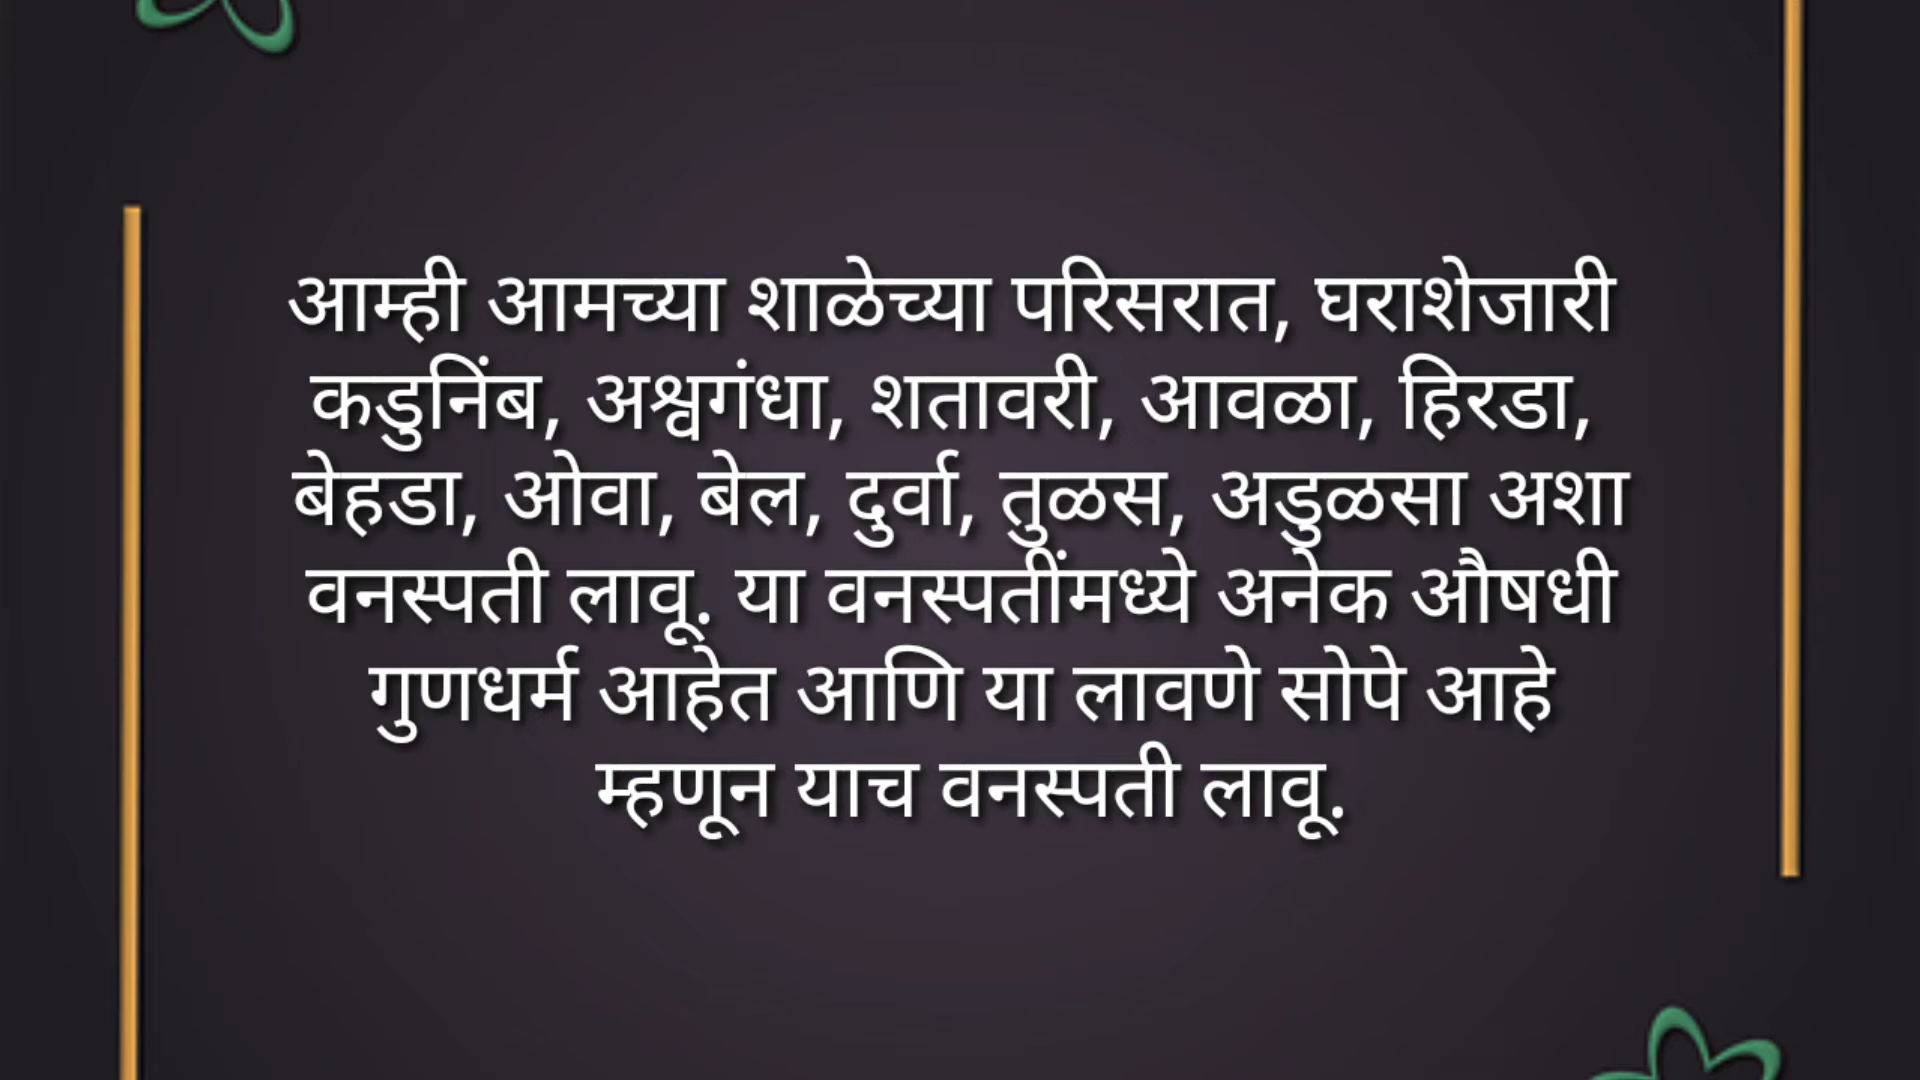 आम्ही आमच्या शाळेच्या परिसरात, घराशेजारी
कडुनिंब, अश्वगंधा, शतावरी, आवळा, हिरडा,
बेहडा, ओवा, बेल, दुर्वा, तुळस, अडुळसा अशा
वनस्पती लावू. या वनस्पतींमध्ये अनेक औषधी
गुणधर्म आहेत आणि या लावणे सोपे आहे
म्हणून याच वनस्पती लावू.